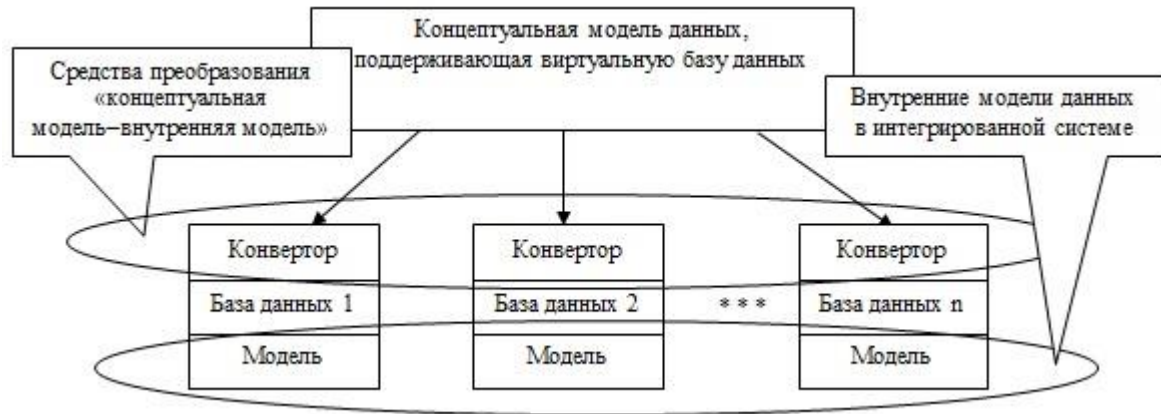 Концептуальная модель данных,
поддерживающая виртуальную базу данных
Средства преобразования
«концептуальная
модель–внутренняя модель»
Внутренние модели данных
в интегрированной системе
Конвертор
Конвертор
Конвертор
База данных 1
База данных 2
* * *
База данных n
Модель
Модель
Модель